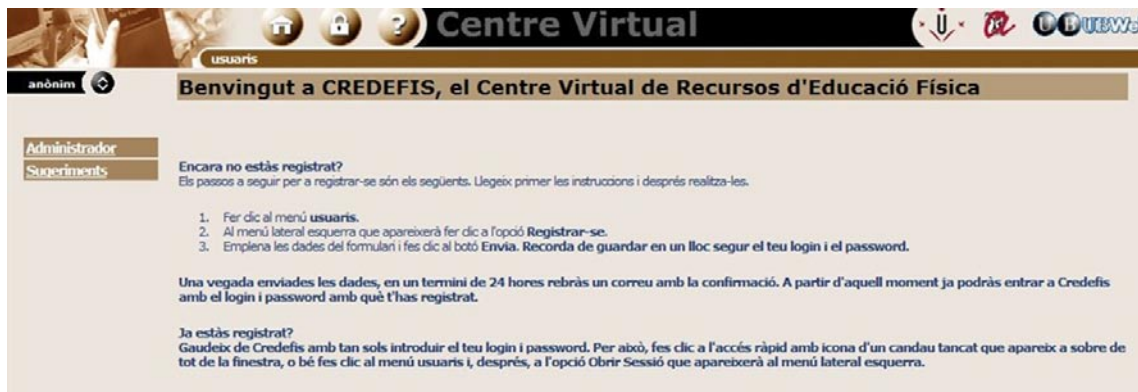 Centre Virtual
usuaris
anònim
Benvingut a CREDEFIS, el Centre Virtual de Recursos d'Educació Física
Administrador
Sugeriments
Encara no estàs registrat?
Els passos a seguir per a registrar-se són els següents. Llegeix primer les instruccions i després realitza-les.
1. Fer clic al menú usuaris.
2. Al menú lateral esquerra que apareixerà fer clic a l'opció Registrar-se.
3. Emplena les dades del formulari i fes clic al botó Envia. Recorda de guardar en un lloc segur el teu login i el password.
Una vegada enviades les dades, en un termini de 24 hores rebràs un correu amb la confirmació. A partir d'aquell moment ja podràs entrar a Credefis
amb el login i password amb què t'has registrat.
Ja estàs registrat?
Gaudeix de Credefis amb tan sols introduir el teu login i password. Per això, fes clic a l'accés ràpid amb icona d'un candau tancat que apareix a sobre de
tot de la finestra, o bé fes clic al menú usuaris i, després, a l'opció Obrir Sessió que apareixerà al menú lateral esquerra.